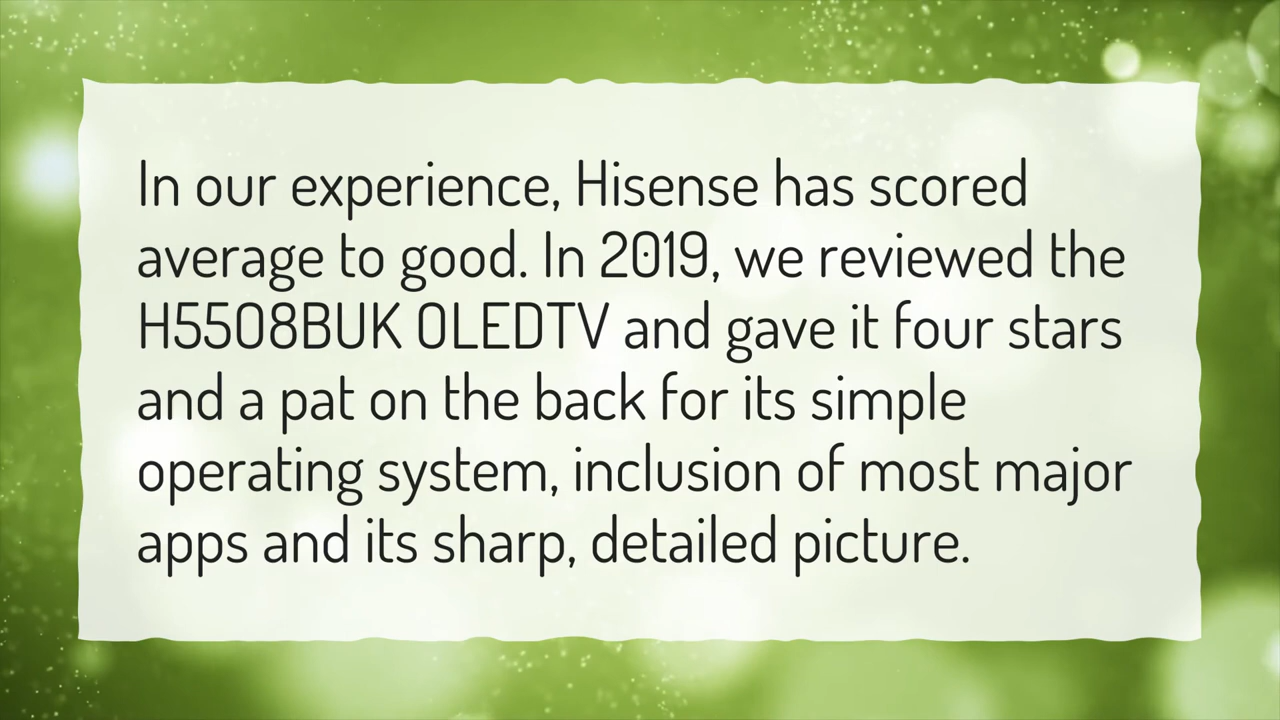 In our experience, Hisense has scored
average to good. In 2019, we reviewed the
H5508BUK OLEDTV and gave it four stars
and a pat on the back for its simple
operating system, inclusion of most major
apps and its sharp, detailed picture.